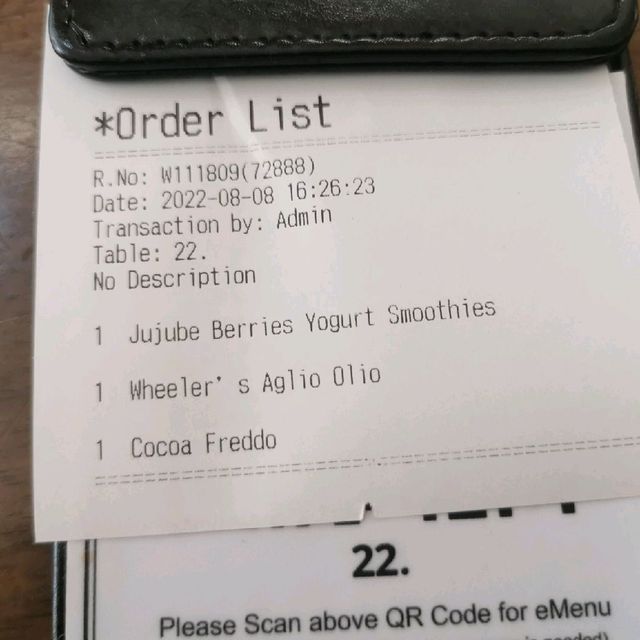 *Order List
R.No: W111809(72888)
Date: 2022-08-08 16:26:23
Transaction by: Admin
Table: 22.
No Description
1 Jujube Berries Yogurt Smoothies
1 Wheeler's Aglio Olio
1 Cocoa Freddo
22.
Please Scan above QR Code for eMenu